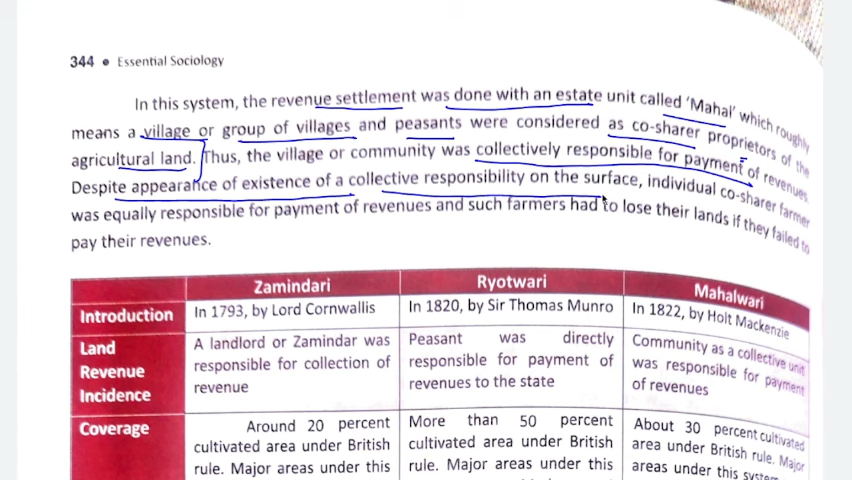 344 • Essential Sociology
In this system, the revenue settlement was done with an estate unit called 'Mahal' which roughly
means a village or group of villages and peasants were considered as co-sharer proprietors of the
agricultural land. Thus, the village or community was collectively responsible for payment of revenues.
Despite appearance of existence of a collective responsibility on the surface, individual co-sharer farmer
was equally responsible for payment of revenues and such farmers had to lose their lands if they failed to
pay their revenues.
Zamindari Ryotwari Mahalwari
Introduction In 1793, by Lord Cornwallis In 1820, by Sir Thomas Munro In 1822, by Holt Mackenzie
Land A landlord or Zamindar was Peasant was directly Community as a collective unit
Revenue responsible for collection of responsible for payment of was responsible for payment
Incidence revenue revenues to the state of revenues
Coverage Around 20 percent More than 50 percent About 30 percent cultivated
cultivated area under British cultivated area under British area under British rule. Major
rule. Major areas under this rule. Major areas under this areas under this system